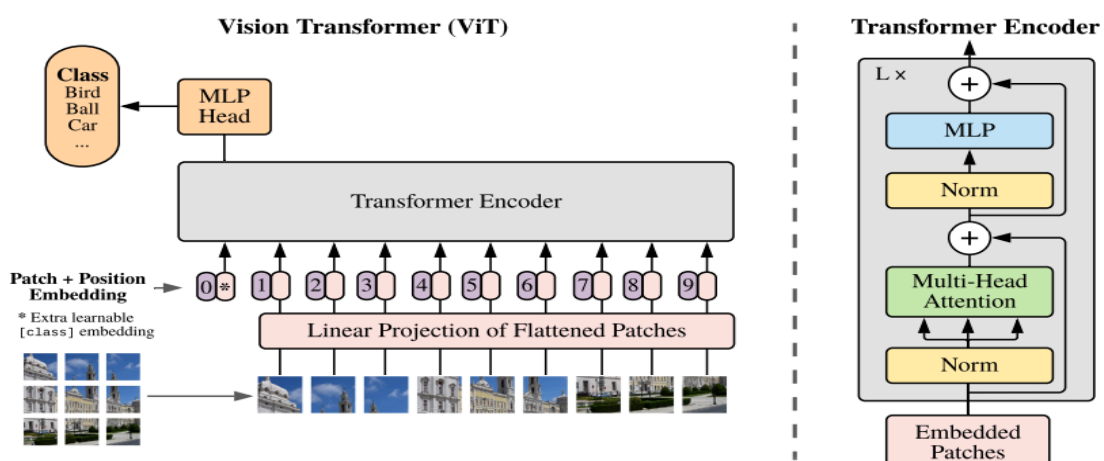 Vision Transformer (ViT)
Class
Bird
Ball
Car
...
MLP
Head
Transformer Encoder
Patch + Position
Embedding
* Extra learnable
[class] embedding
0 * 1 2 3 4 5 6 7 8 9
Linear Projection of Flattened Patches
Transformer Encoder
L ×
+
MLP
Norm
+
Multi-Head
Attention
Norm
Embedded
Patches